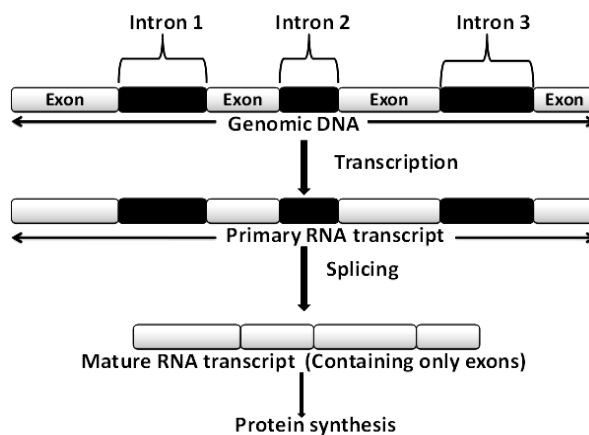 Intron 1 Intron 2 Intron 3
Exon Exon Exon Exon
Genomic DNA
Transcription
Primary RNA transcript
Splicing
Mature RNA transcript (Containing only exons)
Protein synthesis